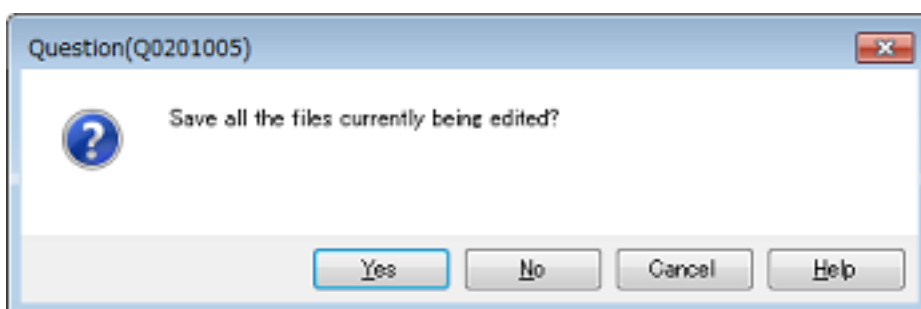 Question(Q0201005)
Save all the files currently being edited?
Yes No Cancel Help